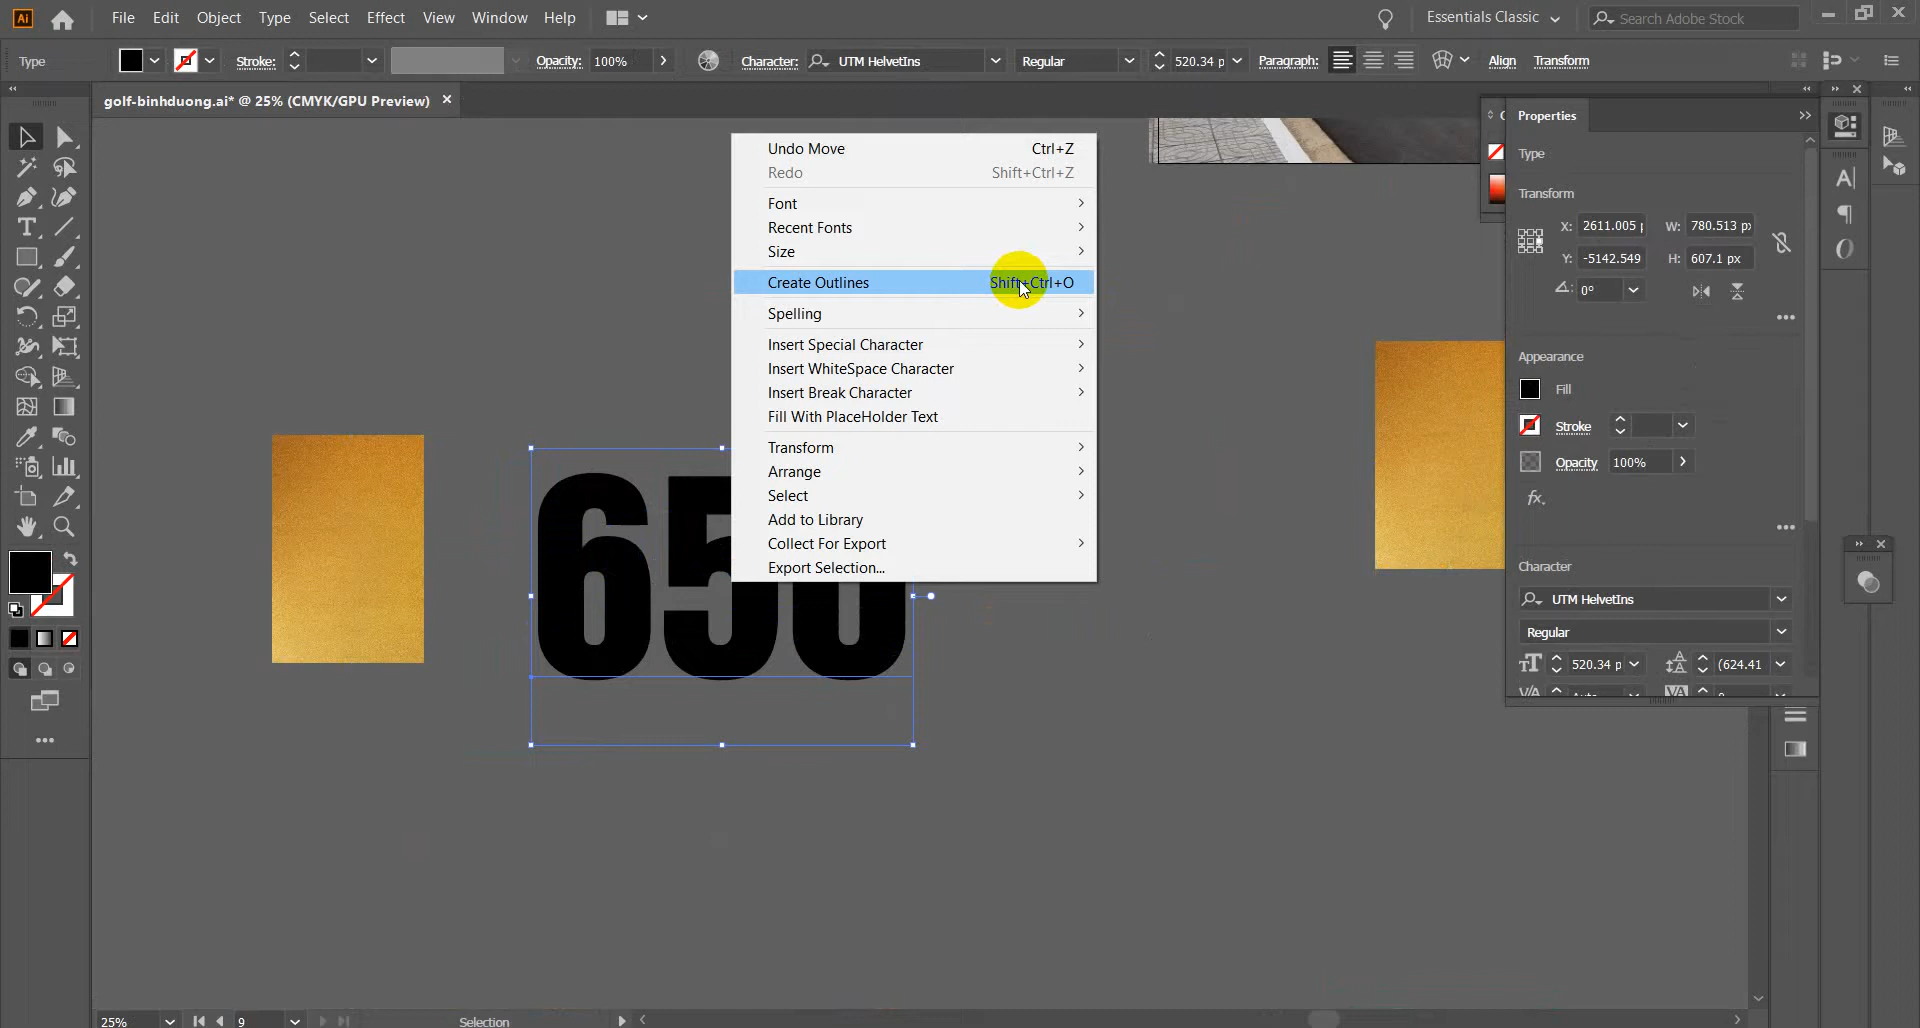 Ai File Edit Object Type Select Effect View Window Help Essentials Classic Search Adobe Stock
Type Stroke: Opacity: 100% Character: UTM HelvetIns Regular 520.34 p Paragraph: Align Transform
golf-binhduong.ai* @ 25% (CMYK/GPU Preview)
Undo Move Ctrl+Z
Redo Shift+Ctrl+Z
Font
Recent Fonts
Size
Create Outlines Shift+Ctrl+O
Spelling
Insert Special Character
Insert WhiteSpace Character
Insert Break Character
Fill With PlaceHolder Text
Transform
Arrange
Select
Add to Library
Collect For Export
Export Selection...
650
Properties
Type
Transform
X: 2611.005 W: 780.513 px
Y: -5142.549 H: 607.1 px
0°
Appearance
Fill
Stroke
Opacity 100%
fx.
Character
UTM HelvetIns
Regular
520.34 p (624.41
25% 9 Selection